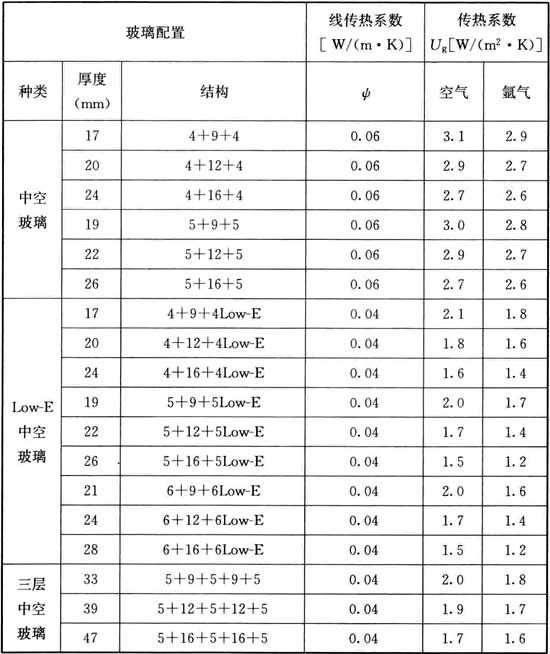 玻璃配置 线传热系数 [W/(m·K)] 传热系数 Ug[W/(m²·K)]
种类 厚度 (mm) 结构 ψ 空气 氩气
中空玻璃
17 4+9+4 0.06 3.1 2.9
20 4+12+4 0.06 2.9 2.7
24 4+16+4 0.06 2.7 2.6
19 5+9+5 0.06 3.0 2.8
22 5+12+5 0.06 2.9 2.7
26 5+16+5 0.06 2.7 2.6
Low-E中空玻璃
17 4+9+4Low-E 0.04 2.1 1.8
20 4+12+4Low-E 0.04 1.8 1.6
24 4+16+4Low-E 0.04 1.6 1.4
19 5+9+5Low-E 0.04 2.0 1.7
22 5+12+5Low-E 0.04 1.7 1.4
26 5+16+5Low-E 0.04 1.5 1.2
21 6+9+6Low-E 0.04 2.0 1.6
24 6+12+6Low-E 0.04 1.7 1.4
28 6+16+6Low-E 0.04 1.5 1.2
三层中空玻璃
33 5+9+5+9+5 0.04 2.0 1.8
39 5+12+5+12+5 0.04 1.9 1.7
47 5+16+5+16+5 0.04 1.7 1.6